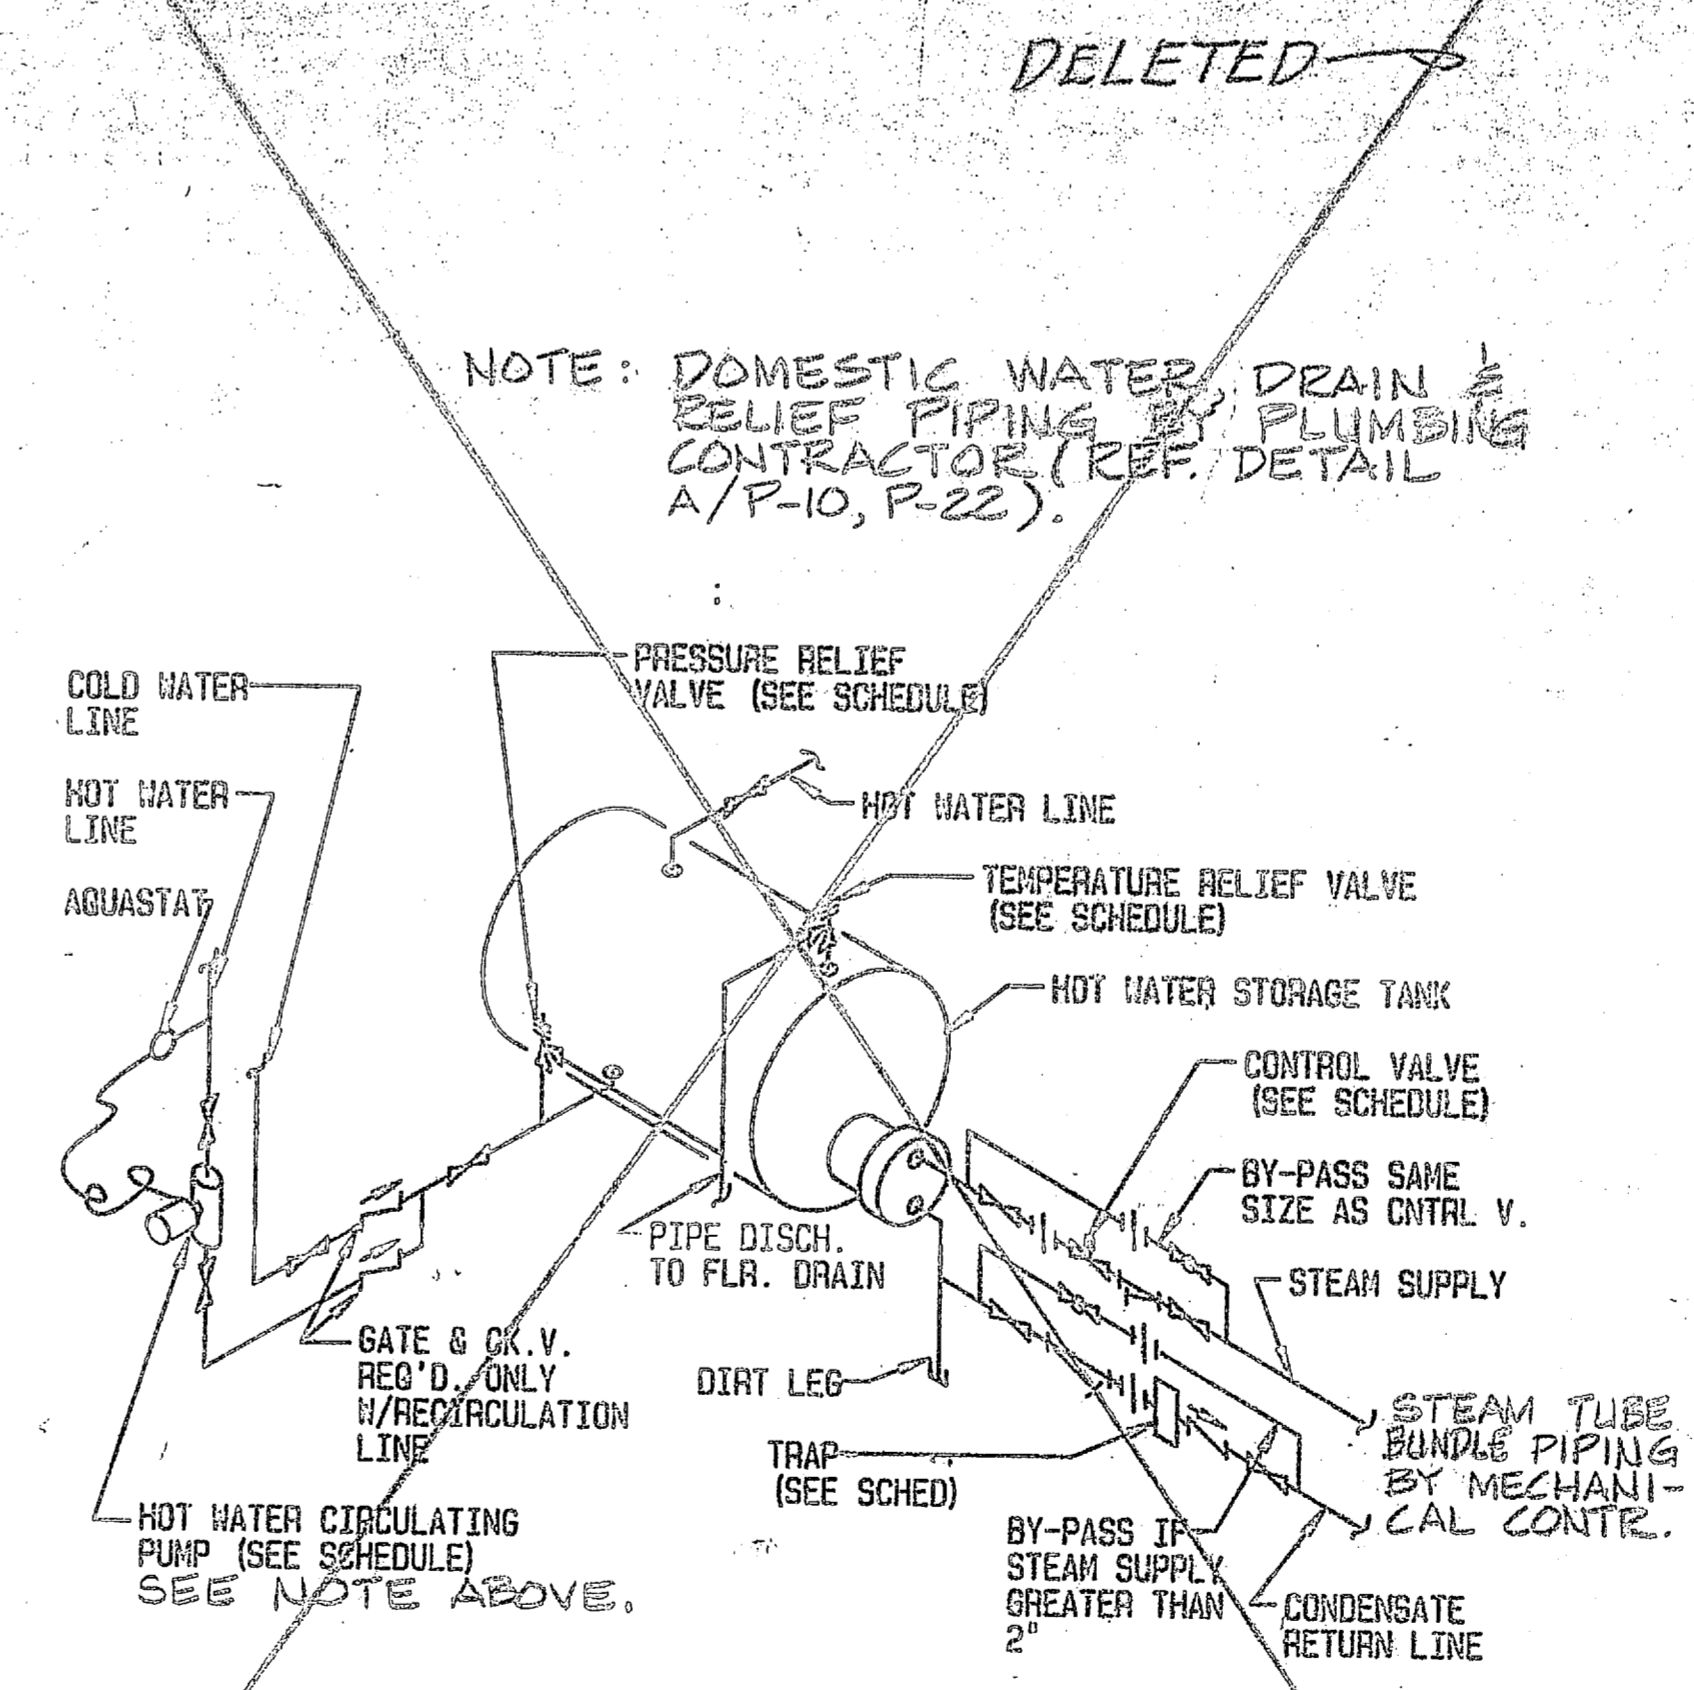 DELETED
NOTE: DOMESTIC WATER, DRAIN &
RELIEF PIPING BY PLUMBING
CONTRACTOR (REF. DETAIL
A/P-10, P-22).
PRESSURE RELIEF
VALVE (SEE SCHEDULE)
COLD WATER
LINE
HOT WATER
LINE
AQUASTAT
HOT WATER LINE
TEMPERATURE RELIEF VALVE
(SEE SCHEDULE)
HOT WATER STORAGE TANK
CONTROL VALVE
(SEE SCHEDULE)
BY-PASS SAME
SIZE AS CNTRL V.
STEAM SUPPLY
PIPE DISCH.
TO FLR. DRAIN
GATE & CK.V.
REQ'D. ONLY
W/RECIRCULATION
LINE
DIRT LEG
TRAP
(SEE SCHED)
STEAM TUBE
BUNDLE PIPING
BY MECHANI-
CAL CONTR.
HOT WATER CIRCULATING
PUMP (SEE SCHEDULE)
SEE NOTE ABOVE.
BY-PASS IF
STEAM SUPPLY
GREATER THAN
2"
CONDENSATE
RETURN LINE